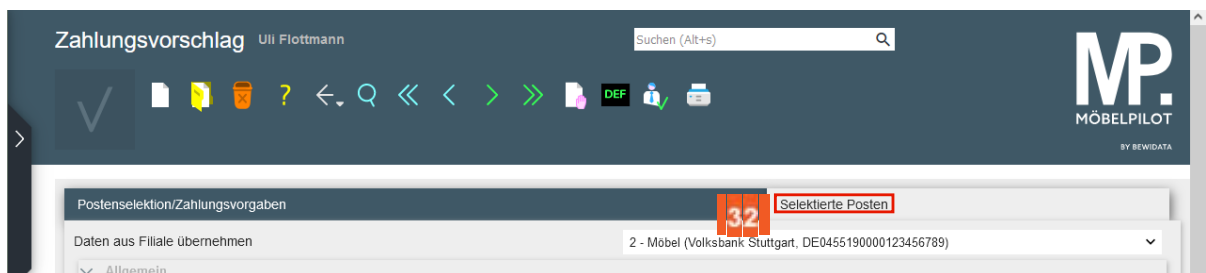 Zahlungsvorschlag Uli Flottmann
Suchen (Alt+s)
?
DEF
MP.
MÖBELPILOT
BY BEWIDATA
Postenselektion/Zahlungsvorgaben
32
Selektierte Posten
Daten aus Filiale übernehmen
2 - Möbel (Volksbank Stuttgart, DE0455190000123456789)
Allgemein